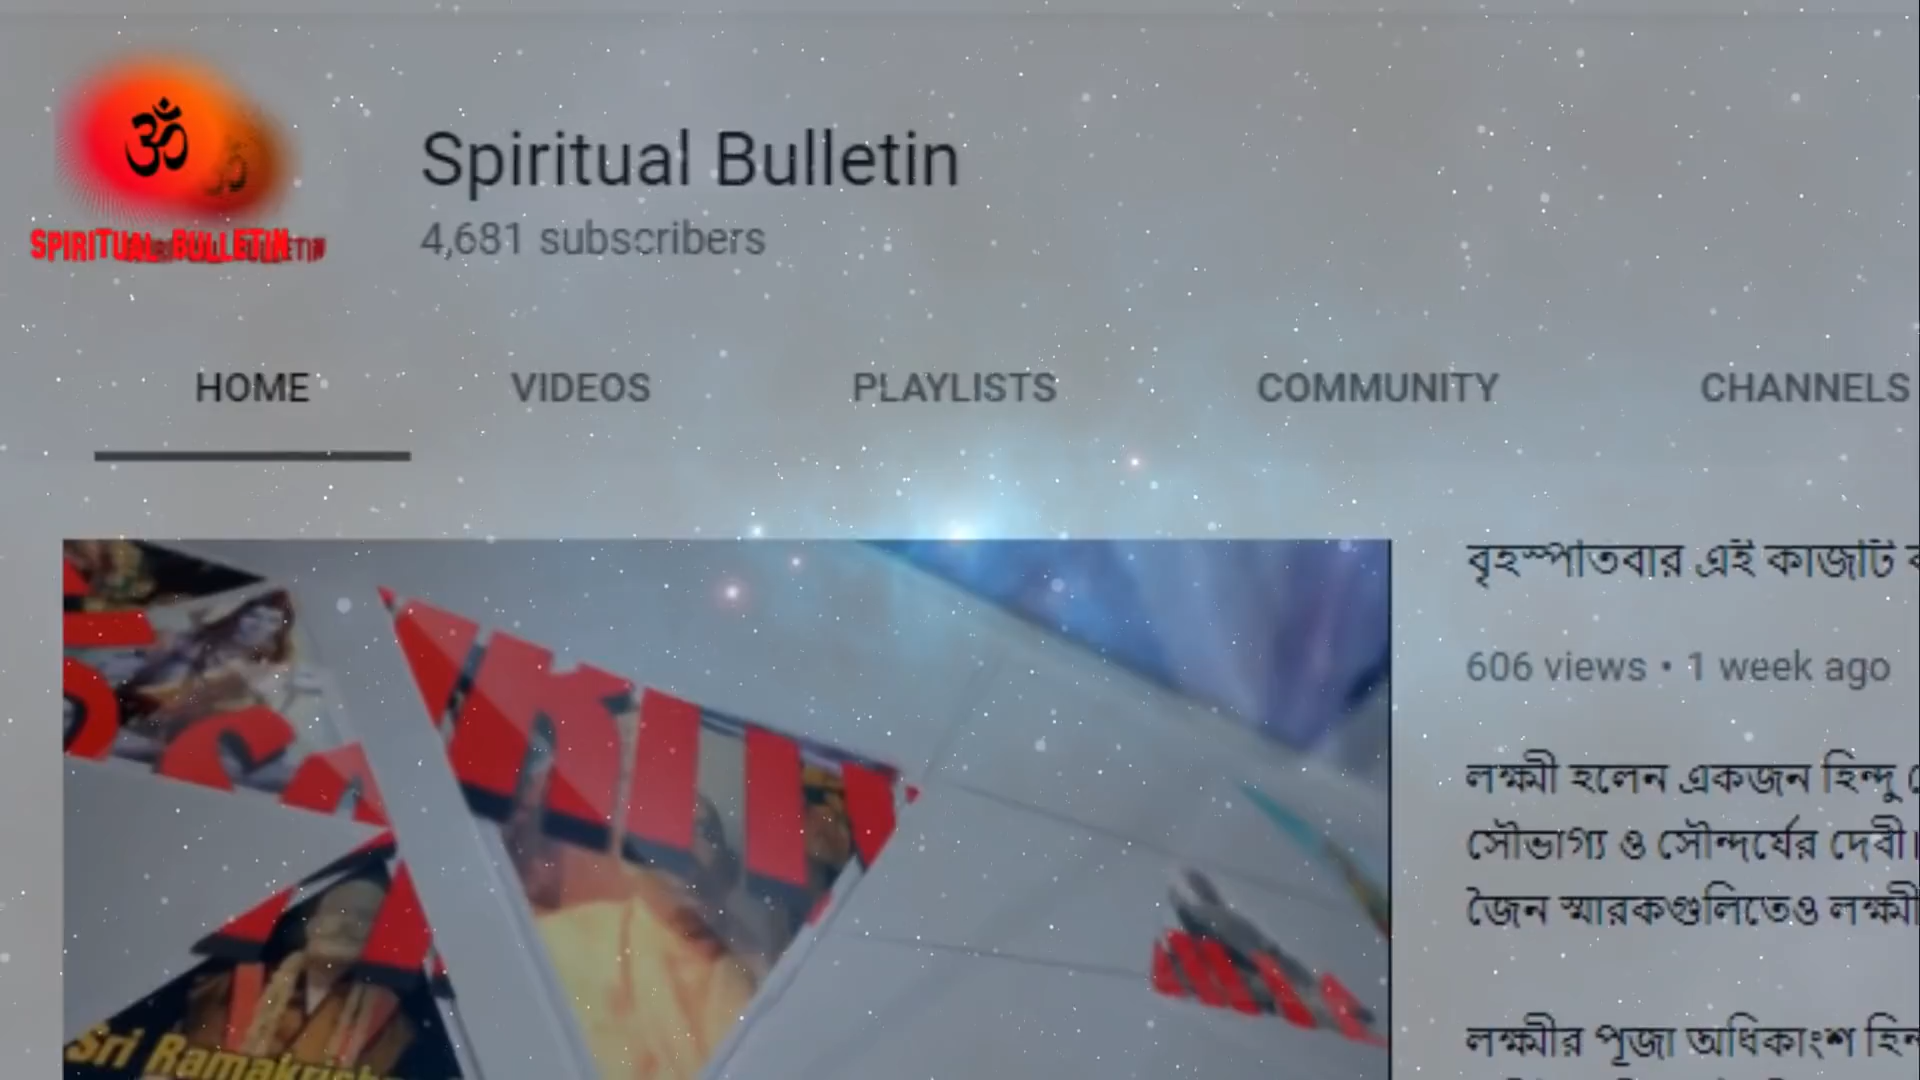 ॐ
SPIRITUAL BULLETIN
Spiritual Bulletin
4,681 subscribers
HOME VIDEOS PLAYLISTS COMMUNITY CHANNELS
বৃহস্পতিবার এই কাজটি
606 views • 1 week ago
লক্ষ্মী হলেন একজন হিন্দু
সৌভাগ্য ও সৌন্দর্যের দেবী।
জৈন স্মারকগুলিতেও লক্ষ্মী
লক্ষ্মীর পূজা অধিকাংশ
Sri